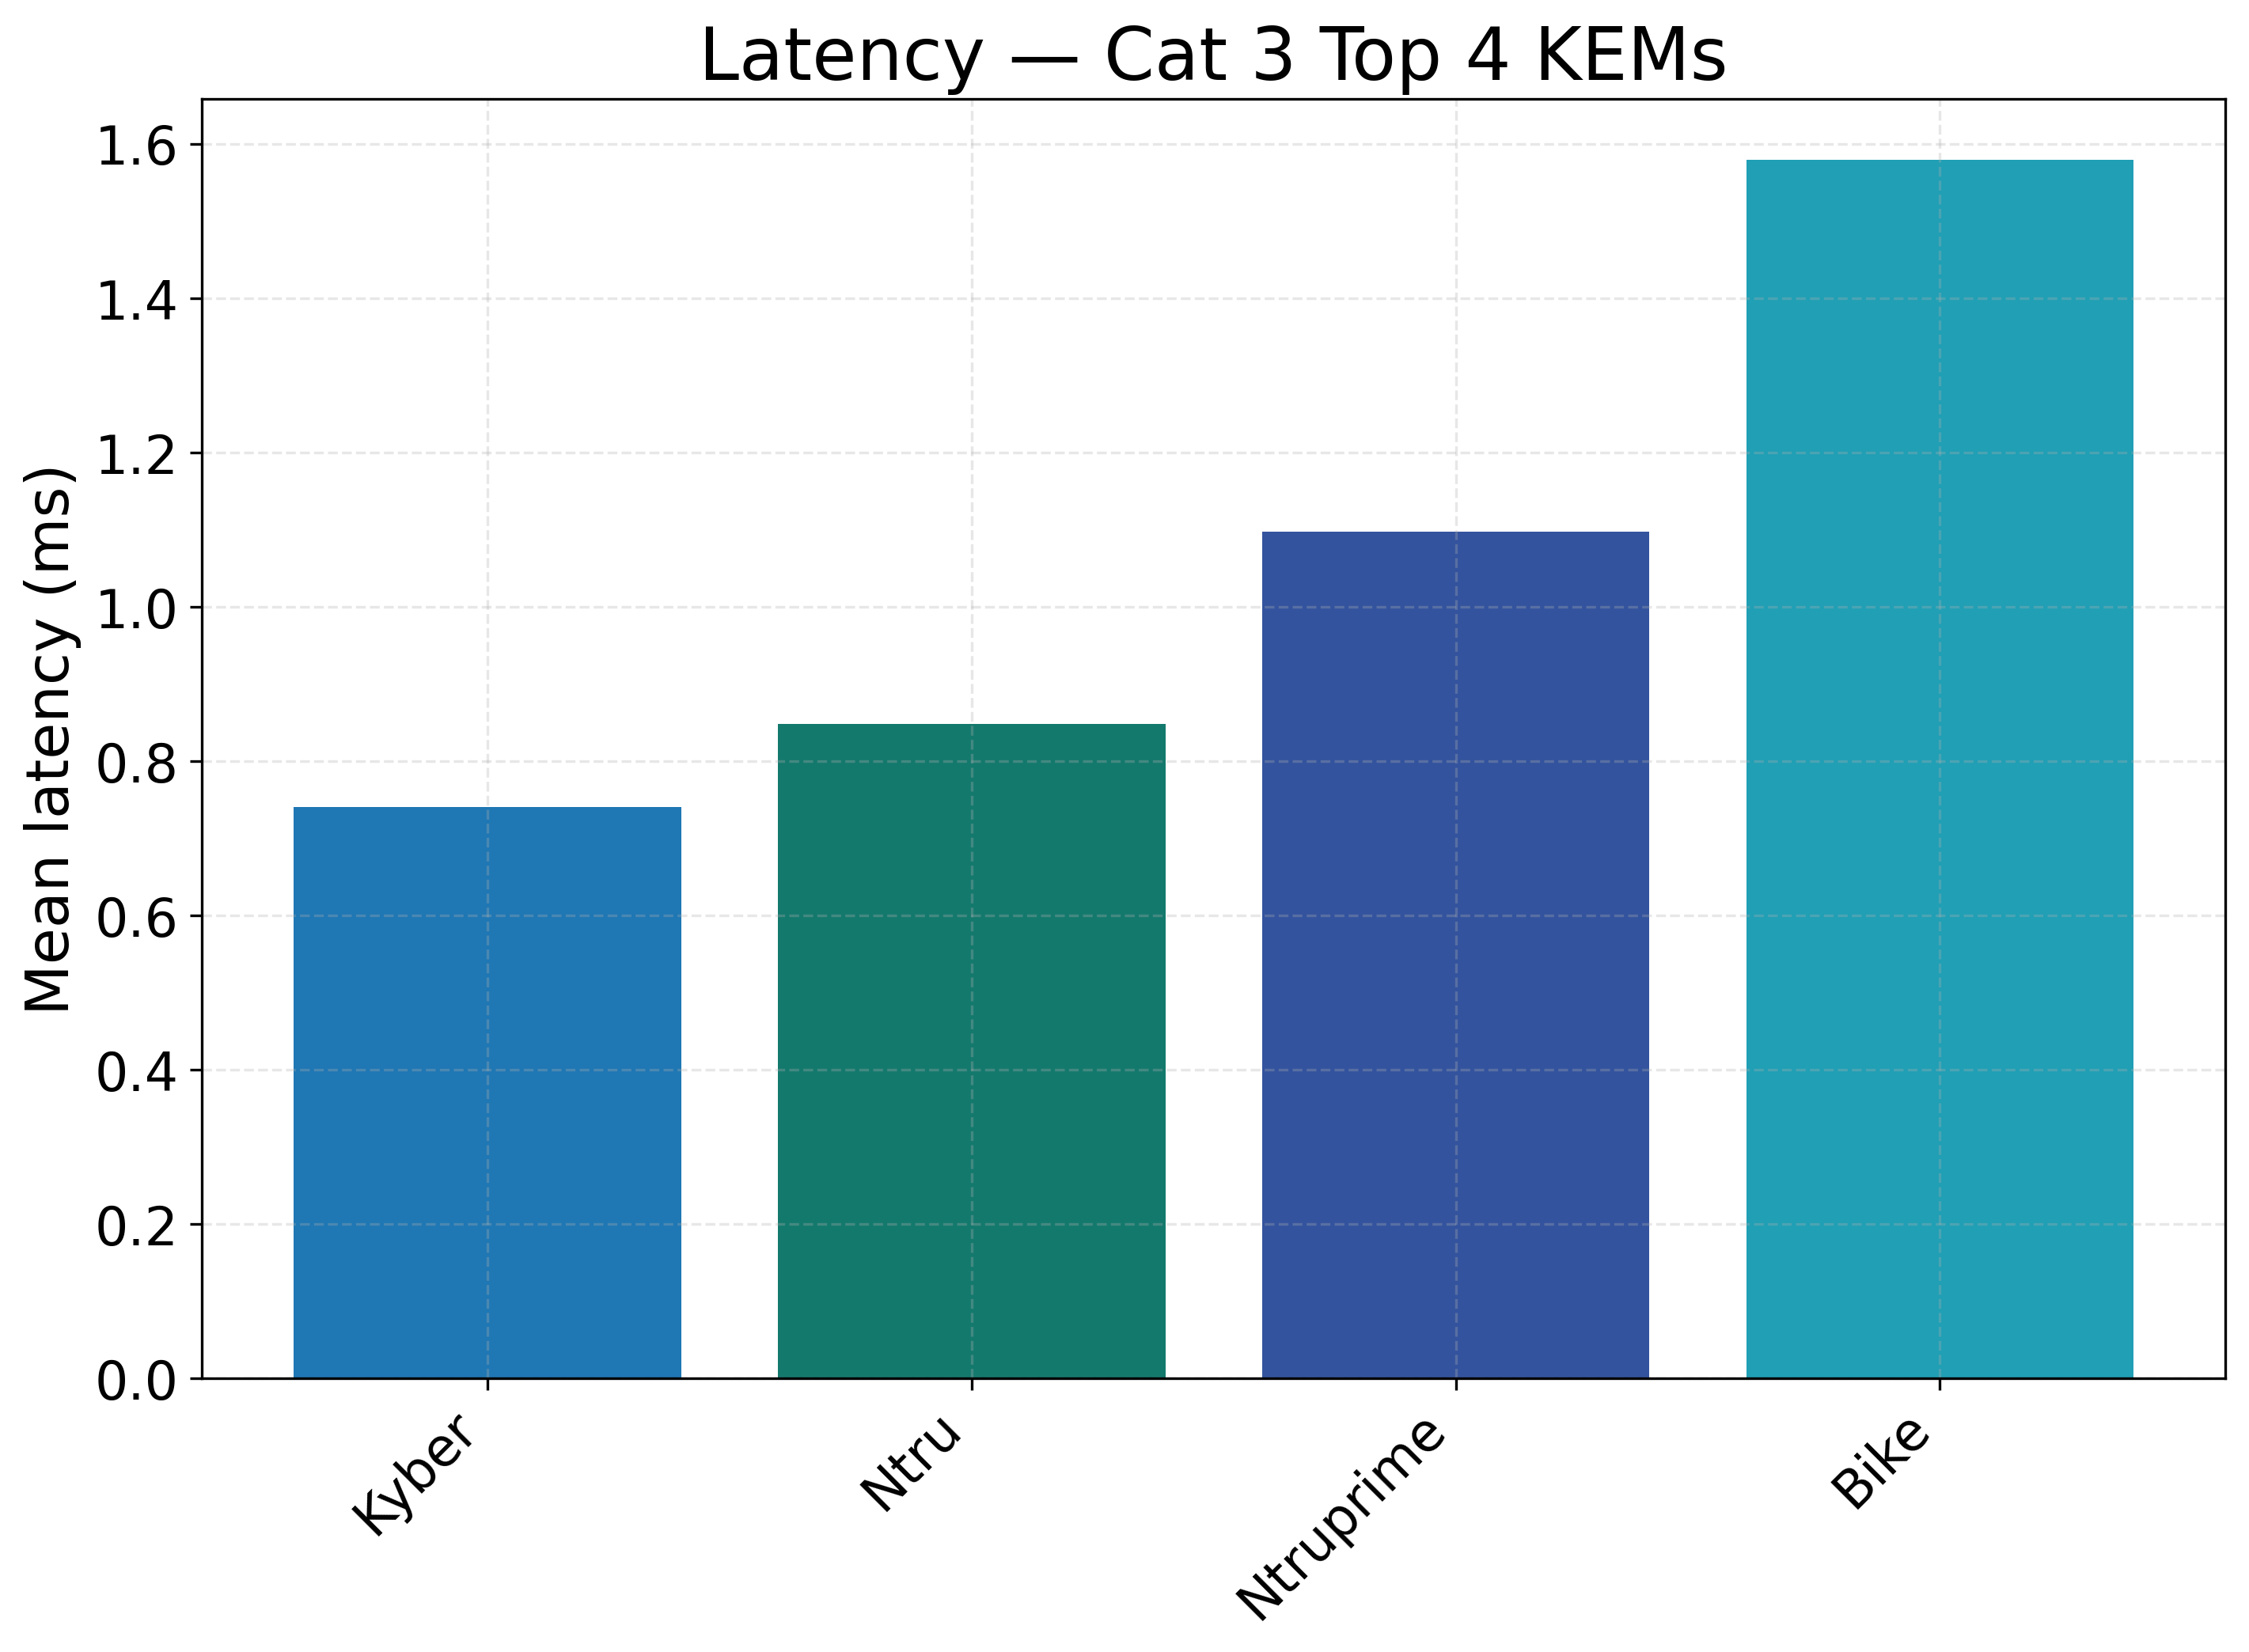 Latency — Cat 3 Top 4 KEMs
Mean latency (ms)
1.6
1.4
1.2
1.0
0.8
0.6
0.4
0.2
0.0
Kyber
Ntru
Ntruprime
Bike